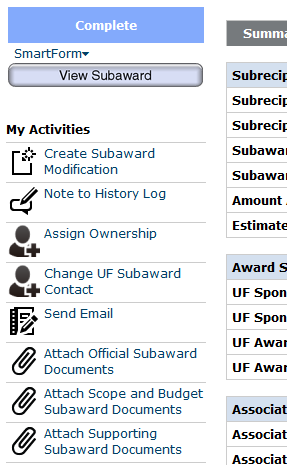 Complete
SmartForm
View Subaward
My Activities
Create Subaward
Modification
Note to History Log
Assign Ownership
Change UF Subaward
Contact
Send Email
Attach Official Subaward
Documents
Attach Scope and Budget
Subaward Documents
Attach Supporting
Subaward Documents
Summa
Subrecip
Subrecip
Subrecip
Subawar
Subawar
Amount
Estimate
Award S
UF Spon
UF Spon
UF Awar
UF Awar
Associat
Associat
Associat